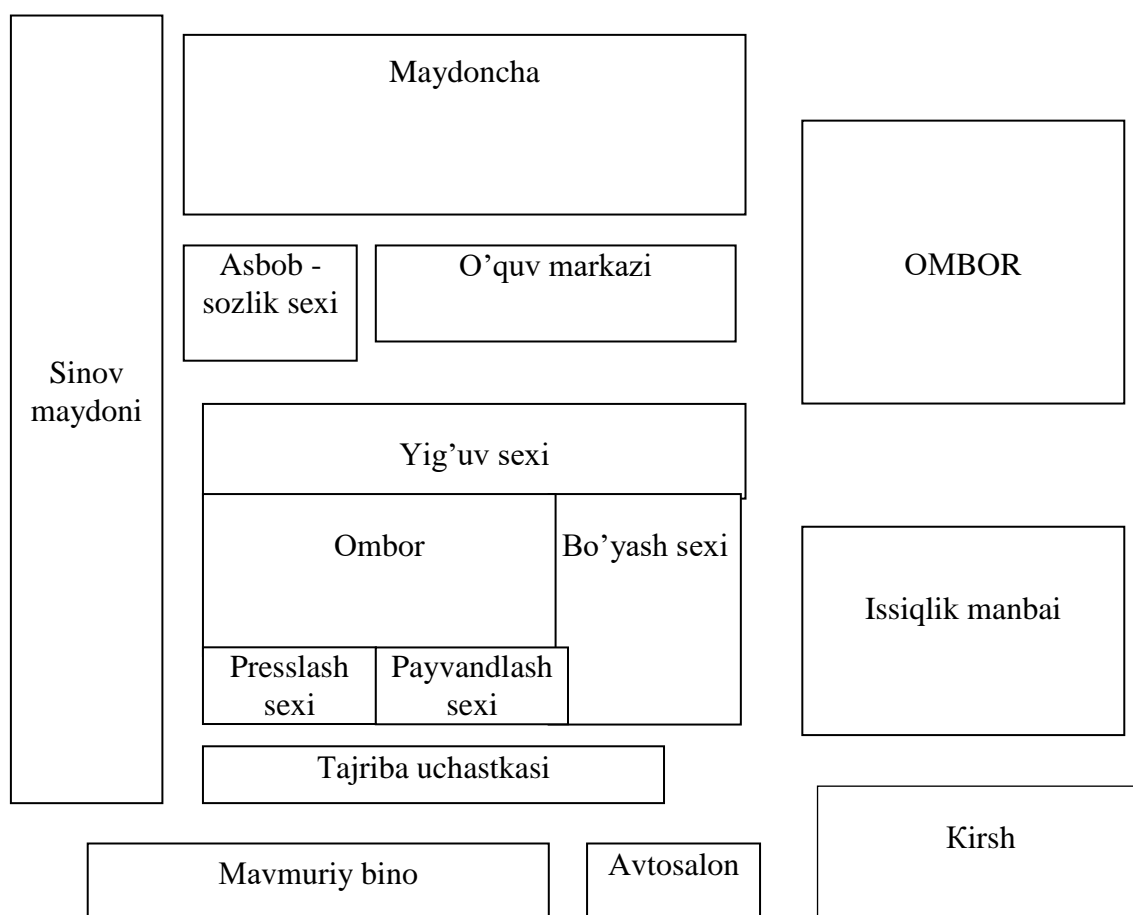 Maydoncha
Asbob -
sozlik sexi
O’quv markazi
OMBOR
Sinov
maydoni
Yig’uv sexi
Ombor
Bo’yash sexi
Issiqlik manbai
Presslash
sexi
Payvandlash
sexi
Tajriba uchastkasi
Kirsh
Mavmuriy bino
Avtosalon